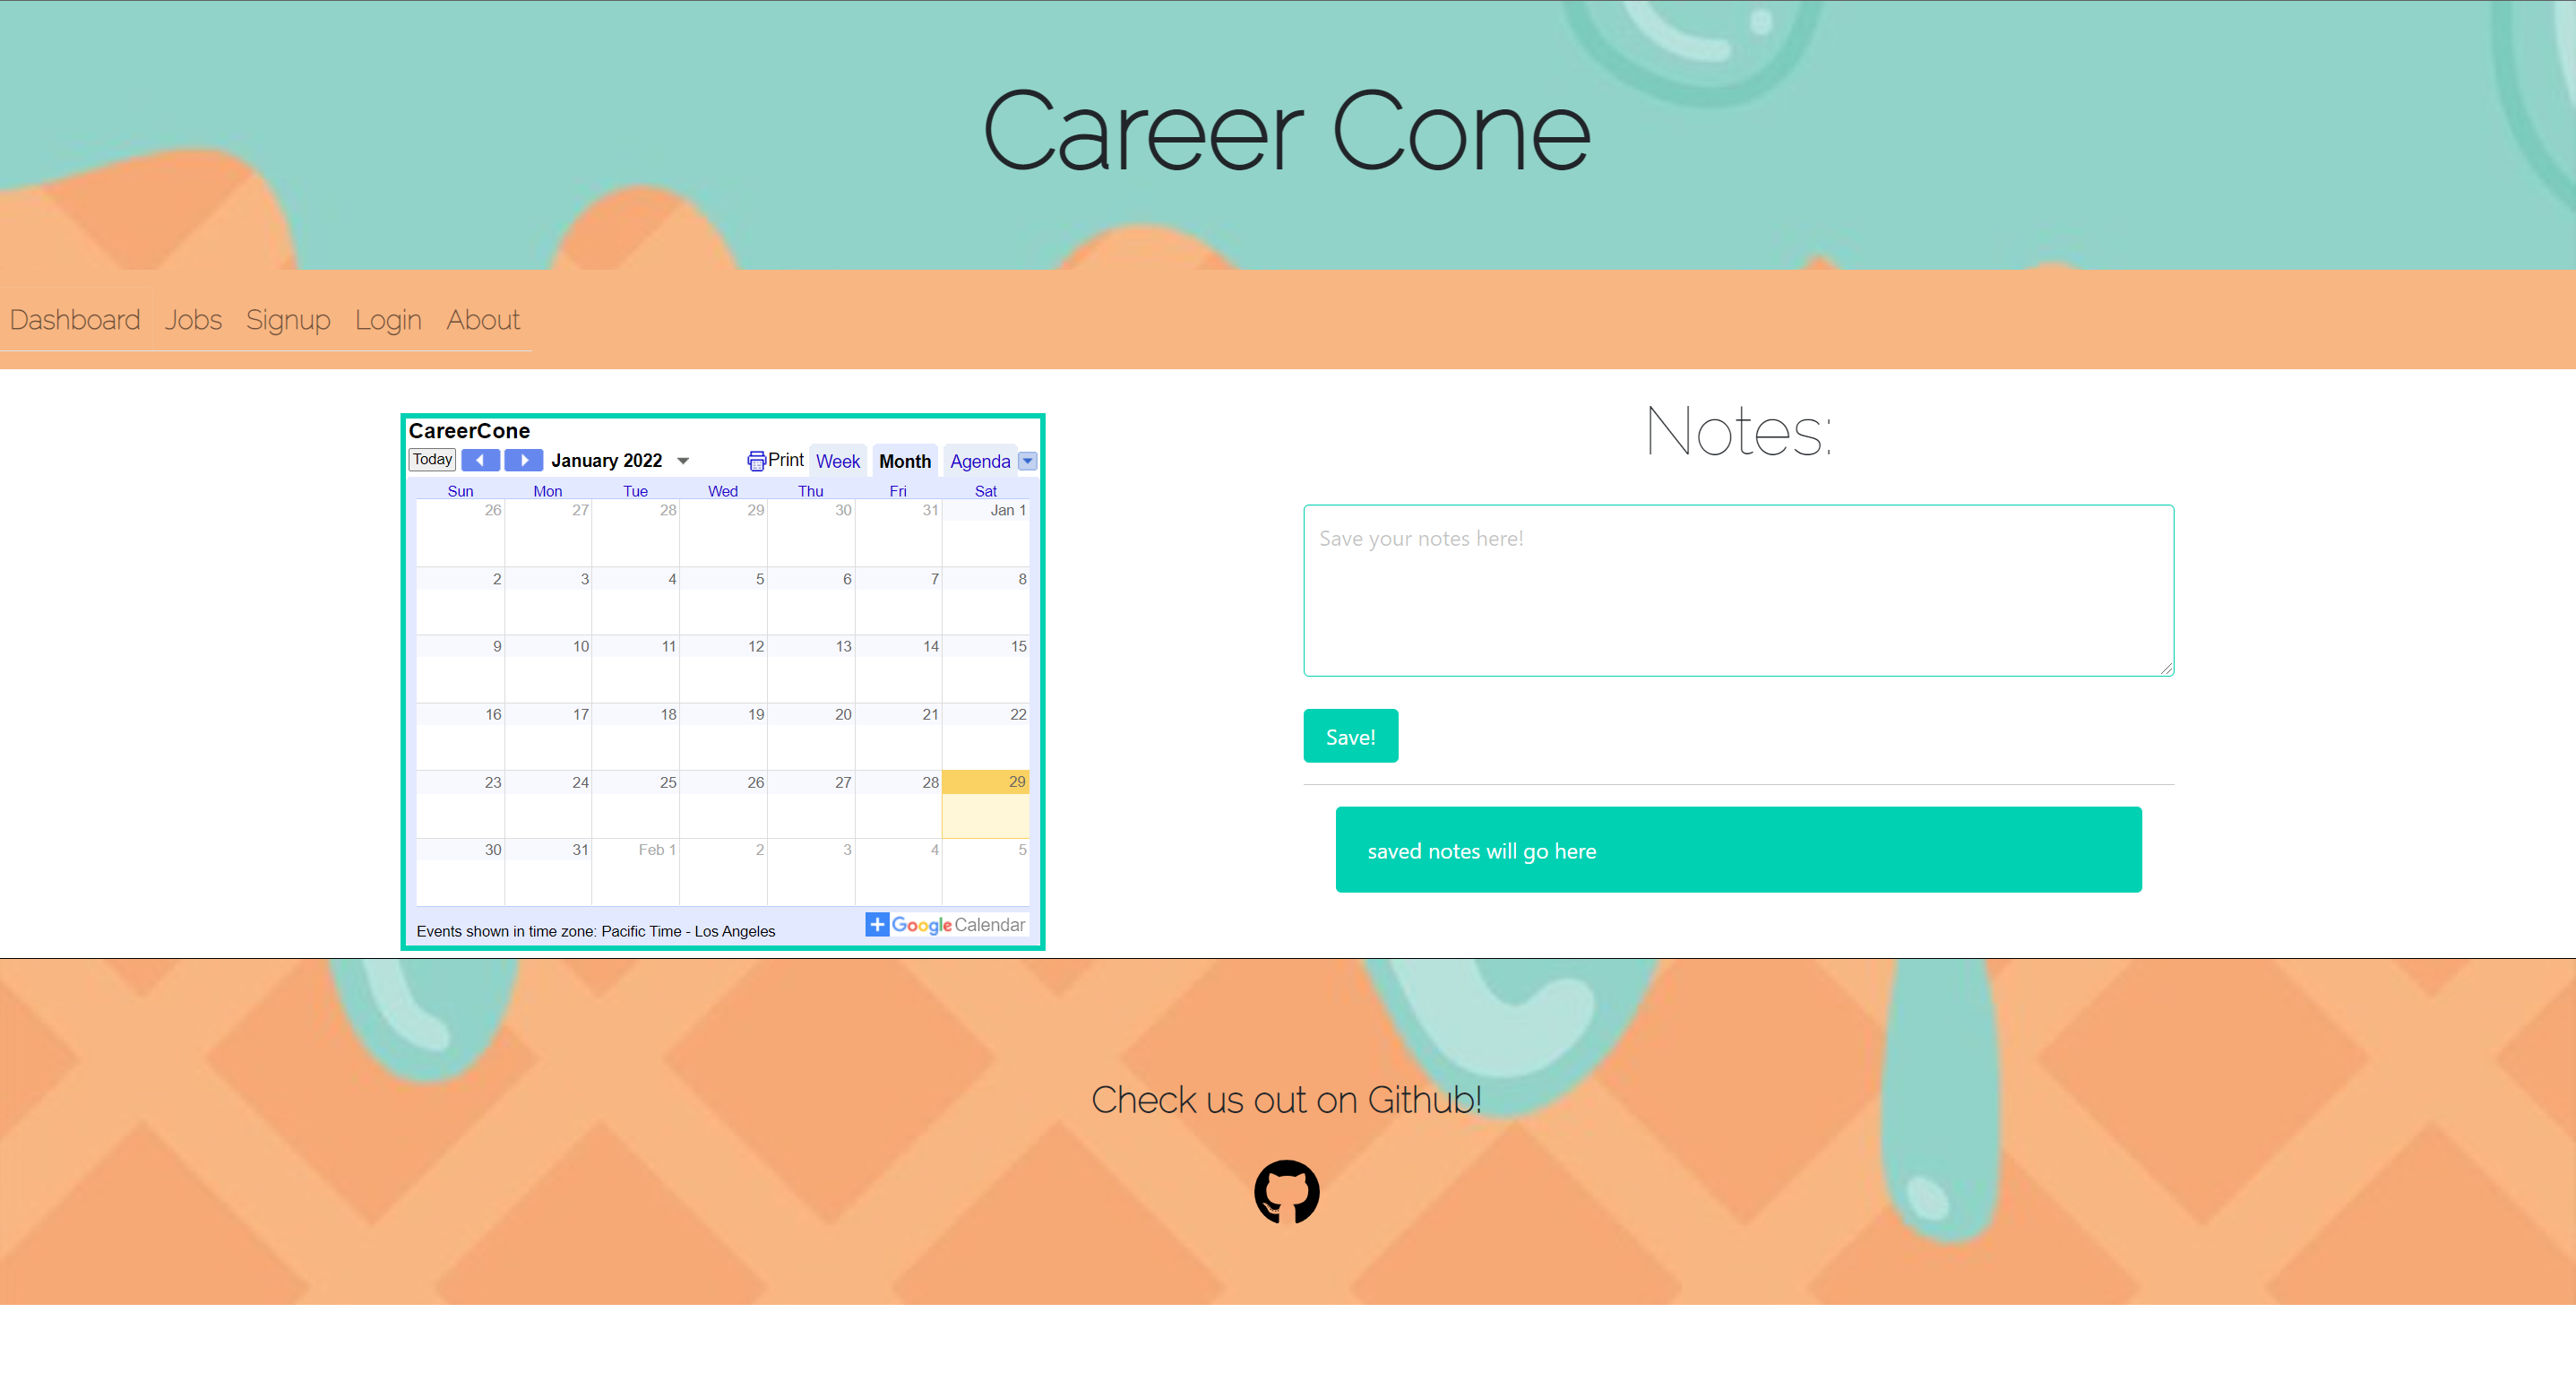 Career Cone
Dashboard Jobs Signup Login About
CareerCone
Today January 2022 Print Week Month Agenda
Sun Mon Tue Wed Thu Fri Sat
26 27 28 29 30 31 Jan 1
2 3 4 5 6 7 8
9 10 11 12 13 14 15
16 17 18 19 20 21 22
23 24 25 26 27 28 29
30 31 Feb 1 2 3 4 5
Events shown in time zone: Pacific Time - Los Angeles
Google Calendar
Notes:
Save your notes here!
Save!
saved notes will go here
Check us out on Github!